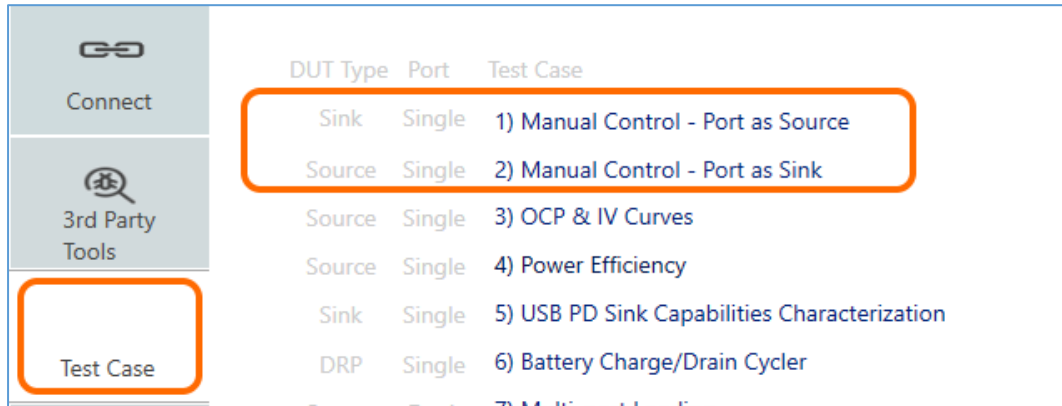 Connect
3rd Party
Tools
Test Case
DUT Type Port Test Case
Sink Single 1) Manual Control - Port as Source
Source Single 2) Manual Control - Port as Sink
Source Single 3) OCP & IV Curves
Source Single 4) Power Efficiency
Sink Single 5) USB PD Sink Capabilities Characterization
DRP Single 6) Battery Charge/Drain Cycler